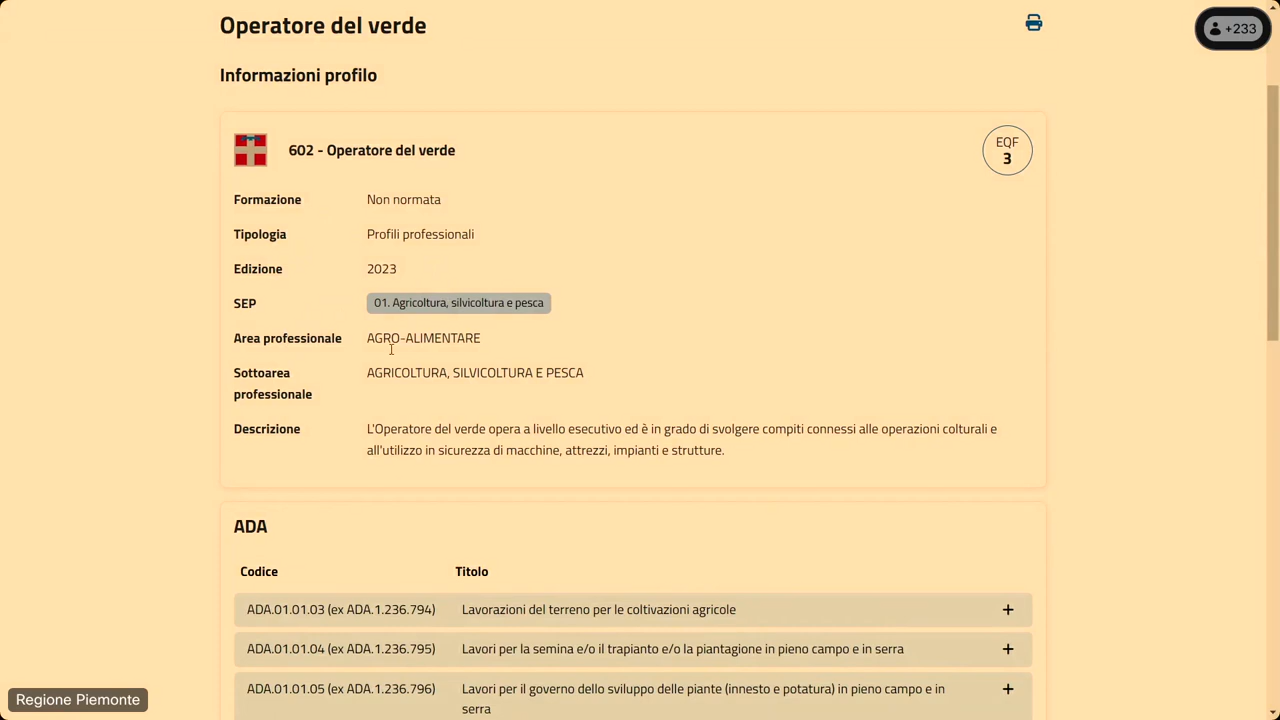 Operatore del verde
+233
Informazioni profilo
602 - Operatore del verde
EQF
3
Formazione Non normata
Tipologia Profili professionali
Edizione 2023
SEP 01. Agricoltura, silvicoltura e pesca
Area professionale AGRO-ALIMENTARE
Sottoarea professionale AGRICOLTURA, SILVICOLTURA E PESCA
Descrizione L'Operatore del verde opera a livello esecutivo ed è in grado di svolgere compiti connessi alle operazioni colturali e
all'utilizzo in sicurezza di macchine, attrezzi, impianti e strutture.
ADA
Codice Titolo
ADA.01.01.03 (ex ADA.1.236.794) Lavorazioni del terreno per le coltivazioni agricole +
ADA.01.01.04 (ex ADA.1.236.795) Lavori per la semina e/o il trapianto e/o la piantagione in pieno campo e in serra +
ADA.01.01.05 (ex ADA.1.236.796) Lavori per il governo dello sviluppo delle piante (innesto e potatura) in pieno campo e in +
serra
Regione Piemonte